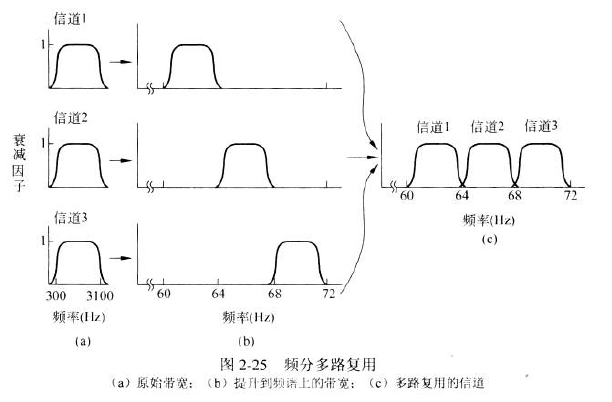 信道1
1
信道2
1
衰减因子
信道3
1
300 3100
频率(Hz)
(a)
60 64 68 72
频率(Hz)
(b)
信道1 信道2 信道3
60 64 68 72
频率(Hz)
(c)
图 2-25 频分多路复用
(a) 原始带宽; (b) 提升到频谱上的带宽; (c) 多路复用的信道